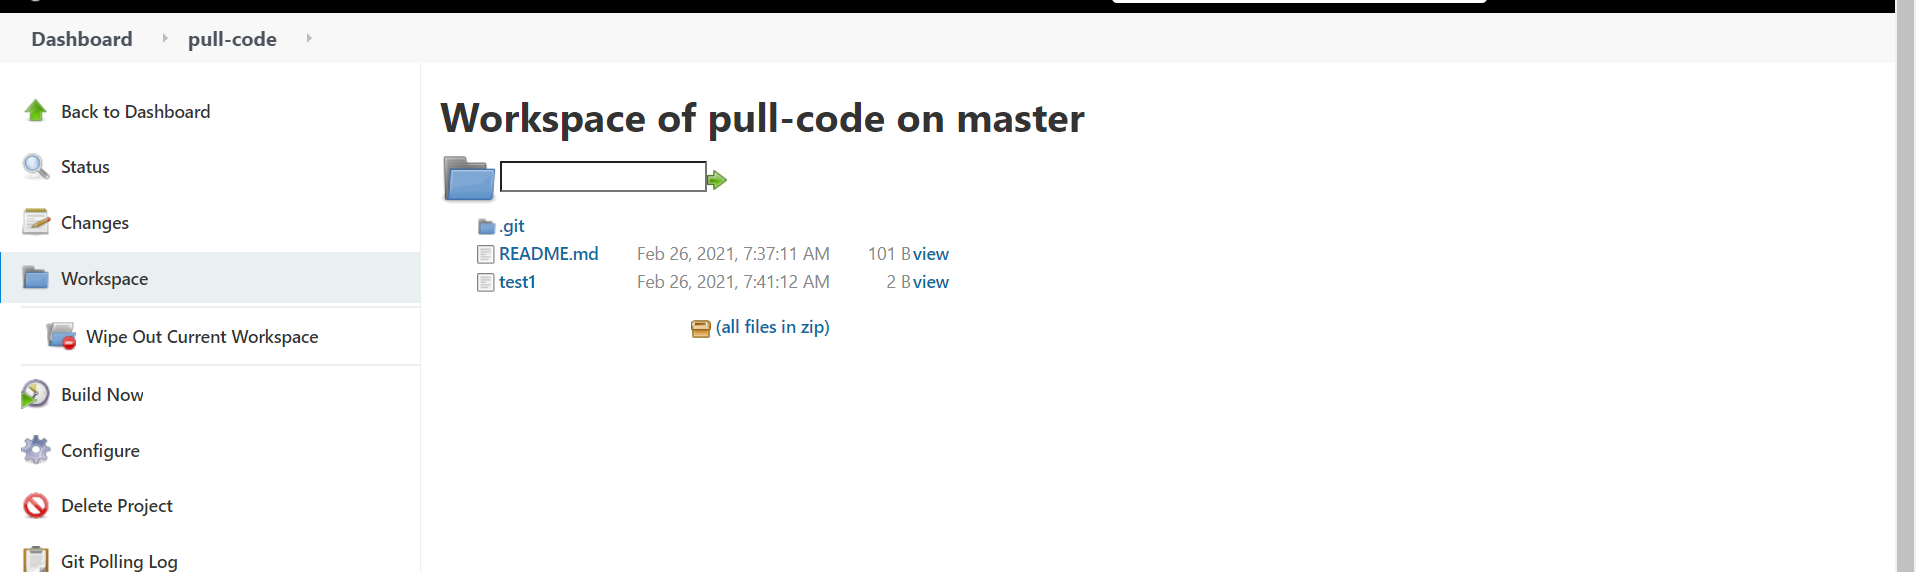 Dashboard pull-code
Back to Dashboard
Status
Changes
Workspace
Wipe Out Current Workspace
Build Now
Configure
Delete Project
Git Polling Log
Workspace of pull-code on master
.git
README.md Feb 26, 2021, 7:37:11 AM 101 B view
test1 Feb 26, 2021, 7:41:12 AM 2 B view
(all files in zip)